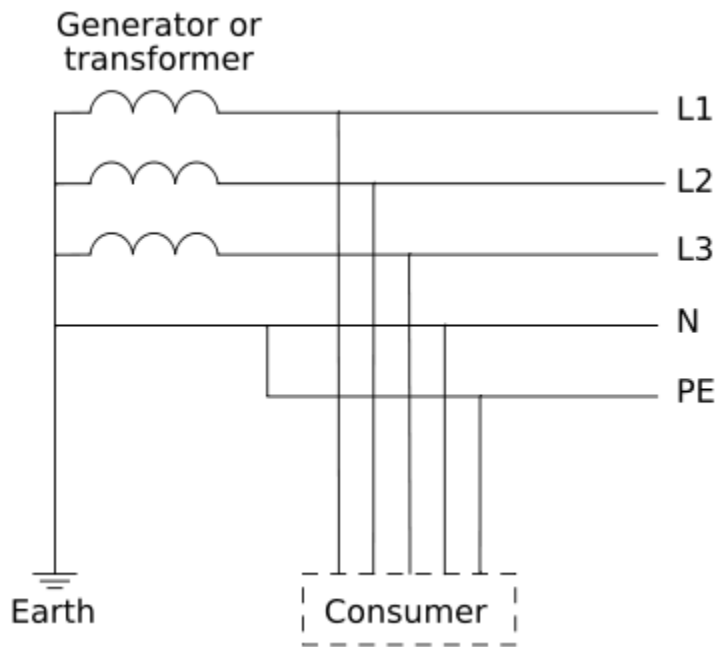 Generator or
transformer
L1
L2
L3
N
PE
Earth
Consumer